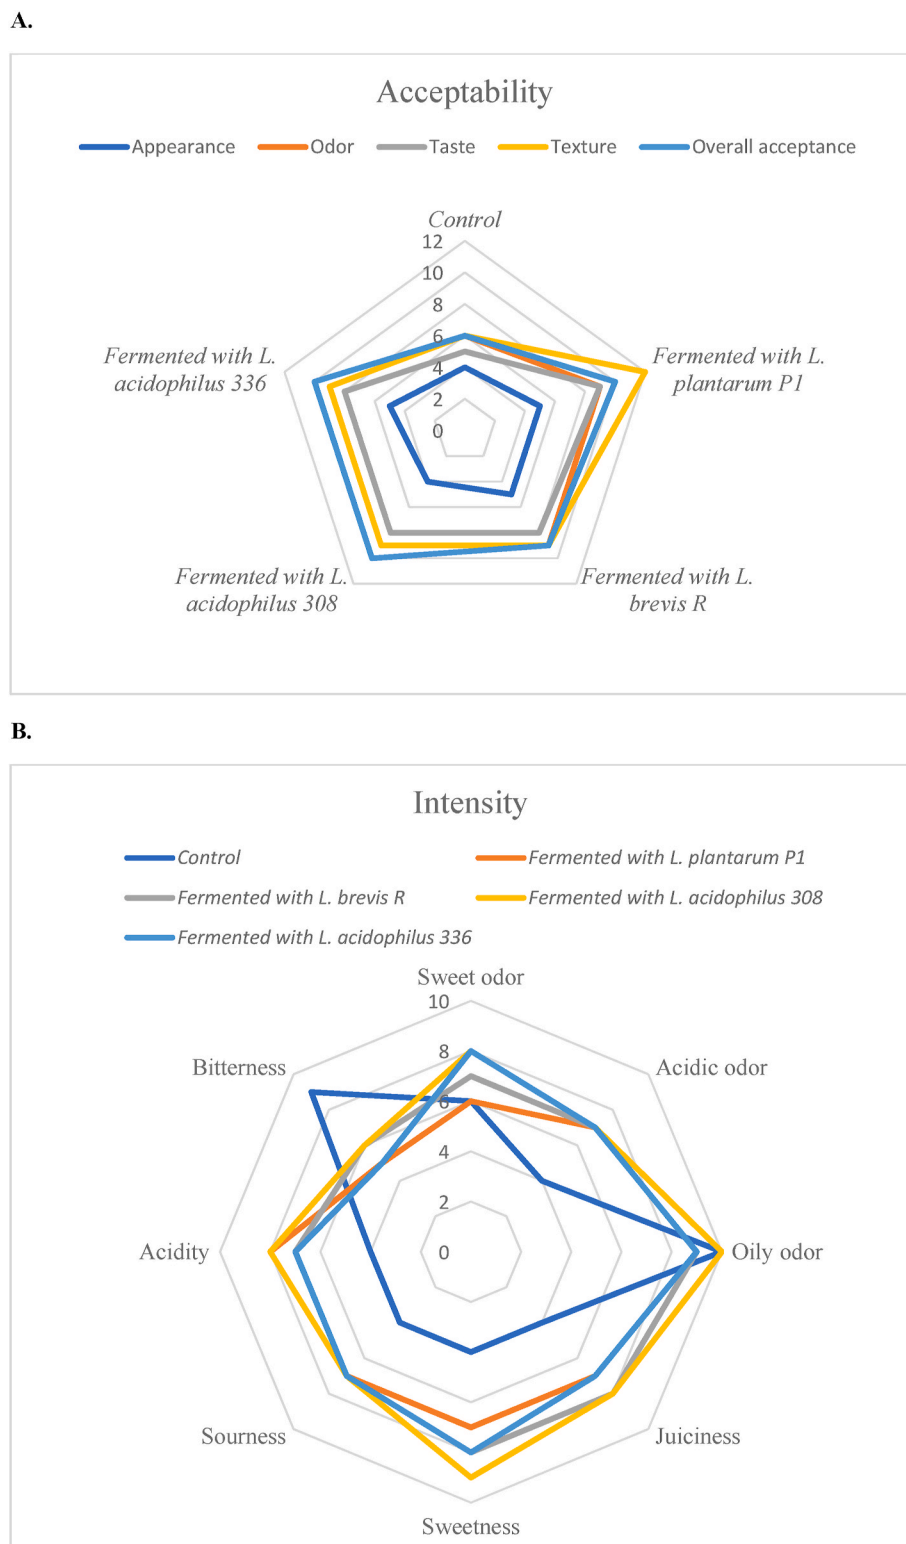 A.
Acceptability
Appearance Odor Taste Texture Overall acceptance
Control
12
10
8
6
4
2
0
Fermented with L.
plantarum P1
Fermented with L.
brevis R
Fermented with L.
acidophilus 308
Fermented with L.
acidophilus 336
B.
Intensity
Control Fermented with L. plantarum P1
Fermented with L. brevis R Fermented with L. acidophilus 308
Fermented with L. acidophilus 336
Sweet odor
10
8
6
4
2
0
Acidic odor
Oily odor
Juiciness
Sweetness
Sourness
Acidity
Bitterness